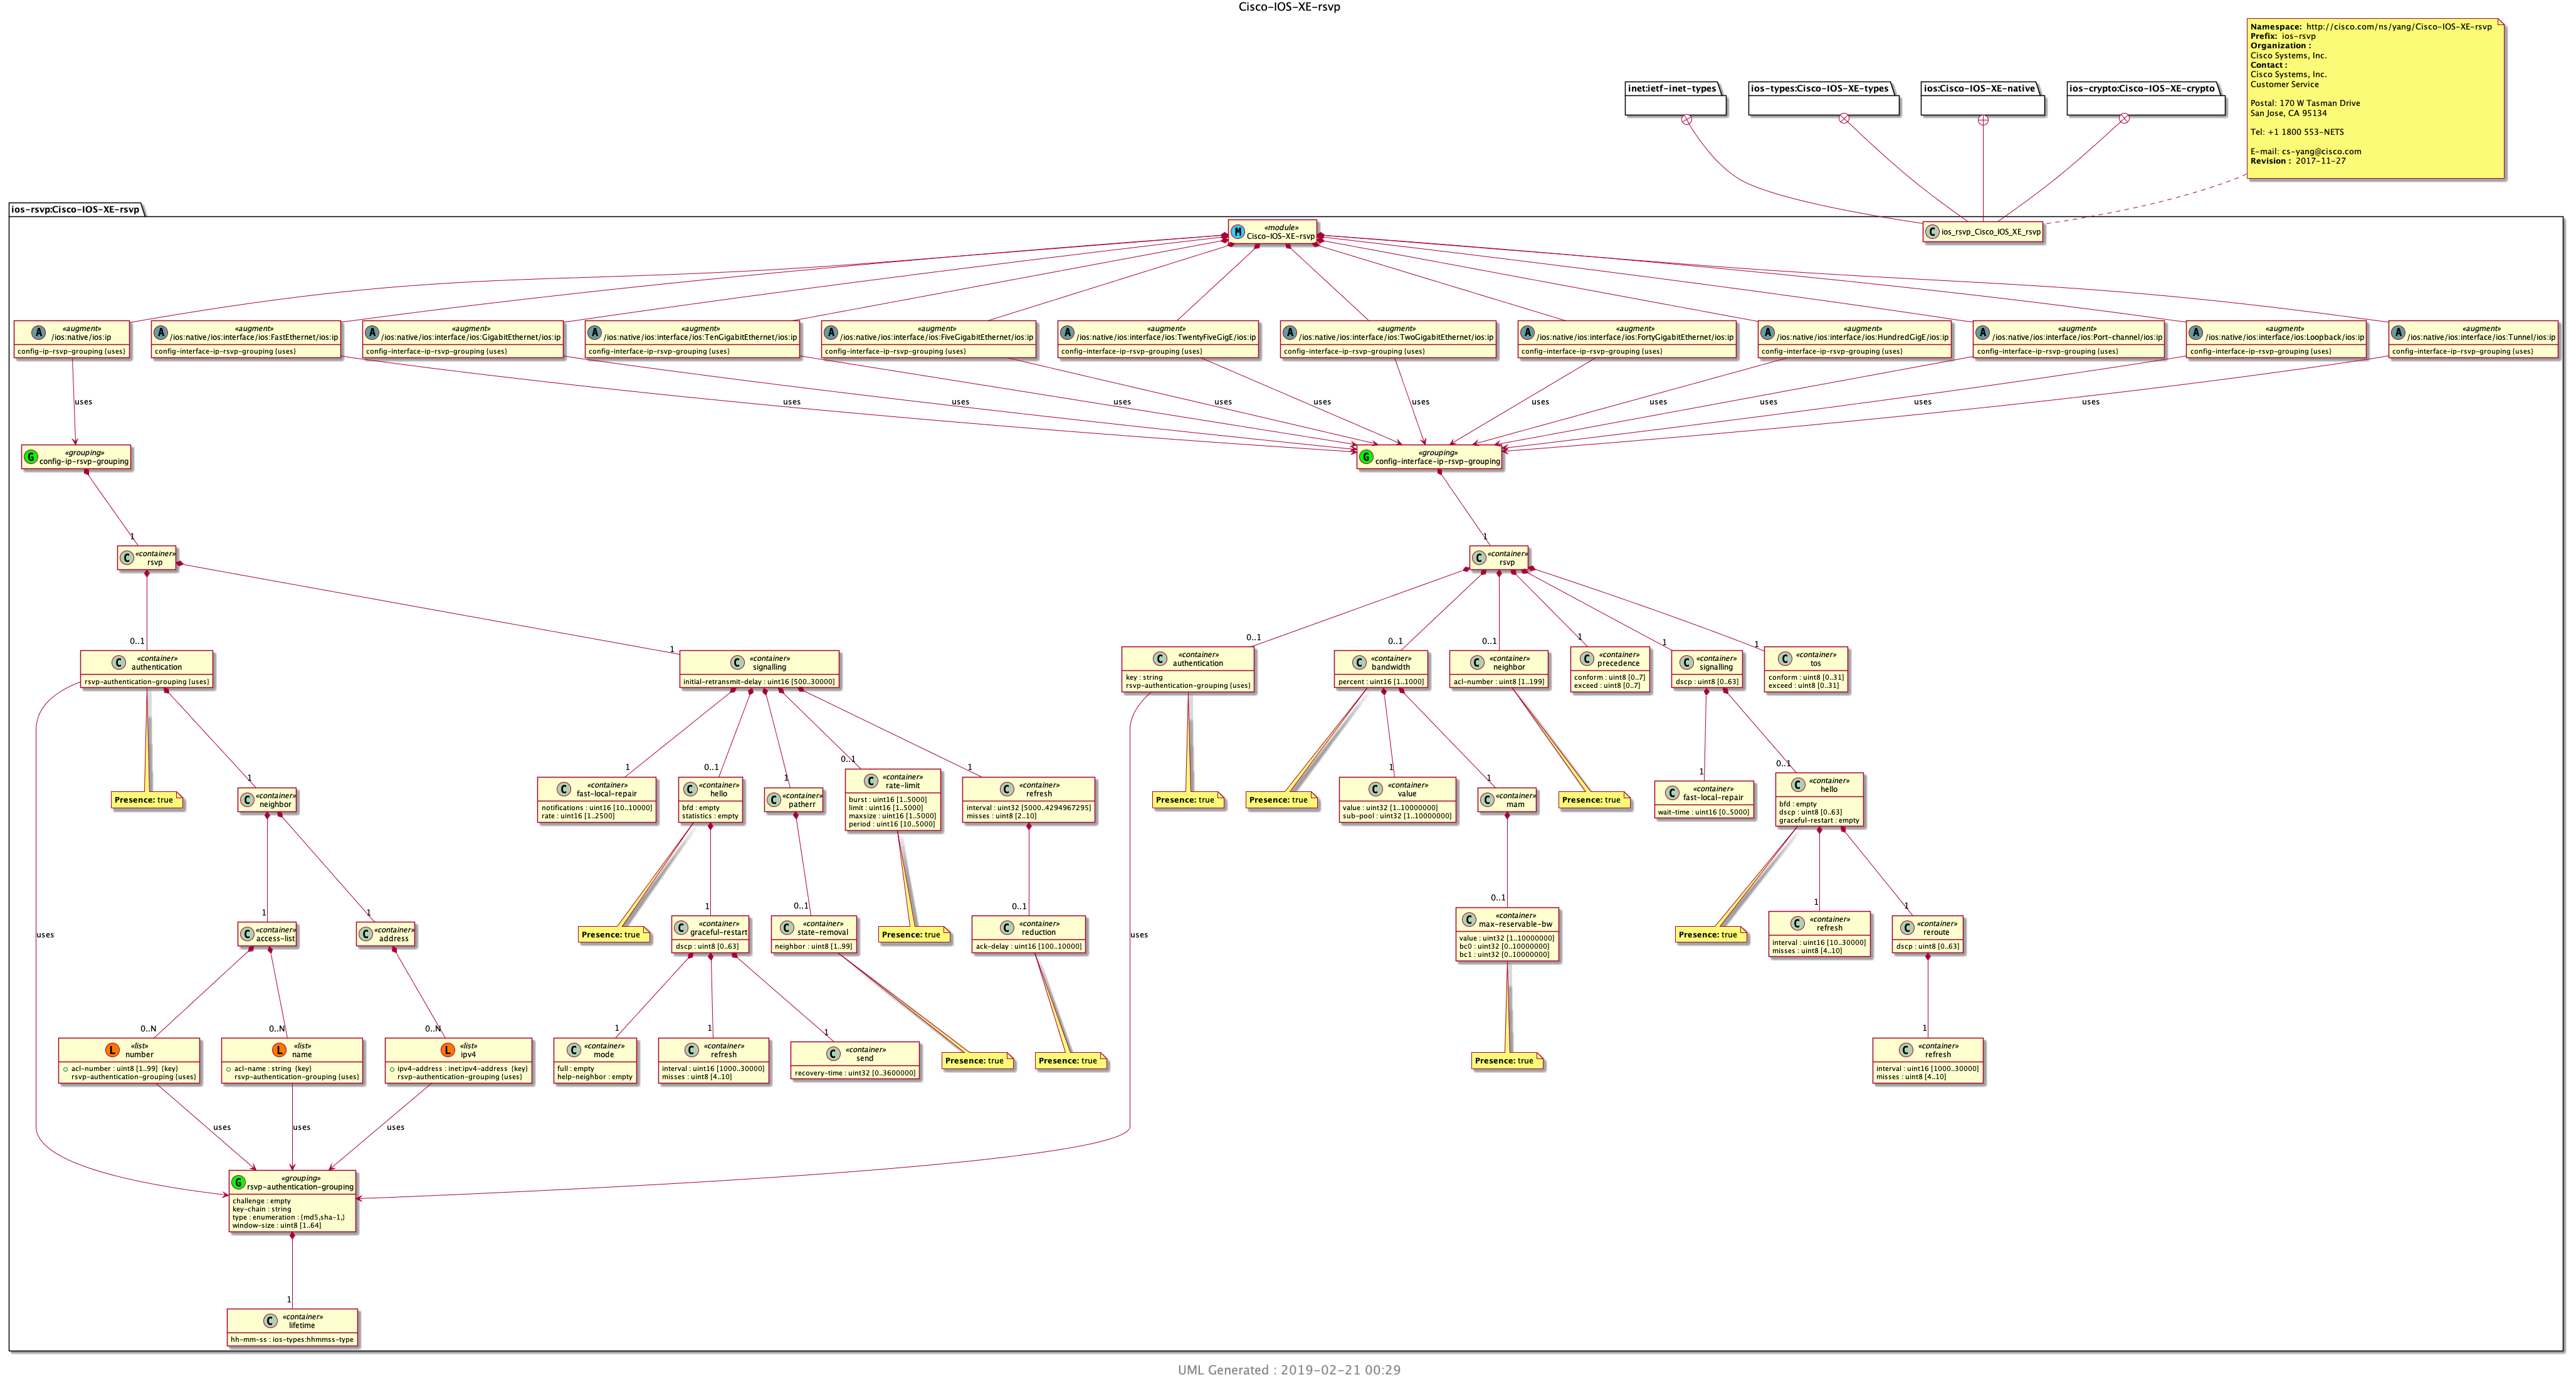 Cisco-IOS-XE-rsvp
Namespace: http://cisco.com/ns/yang/Cisco-IOS-XE-rsvp
Prefix: ios-rsvp
Organization :
Cisco Systems, Inc.
Contact :
Cisco Systems, Inc.
Customer Service
Postal: 170 W Tasman Drive
San Jose, CA 95134
Tel: +1 1800 553-NETS
E-mail: cs-yang@cisco.com
Revision : 2017-11-27
inet:ietf-inet-types
ios-types:Cisco-IOS-XE-types
ios:Cisco-IOS-XE-native
ios-crypto:Cisco-IOS-XE-crypto
ios-rsvp:Cisco-IOS-XE-rsvp
M
«module»
Cisco-IOS-XE-rsvp
C
ios_rsvp_Cisco_IOS_XE_rsvp
A
«augment»
/ios:native/ios:ip
config-ip-rsvp-grouping {uses}
A
«augment»
/ios:native/ios:interface/ios:FastEthernet/ios:ip
config-interface-ip-rsvp-grouping {uses}
A
«augment»
/ios:native/ios:interface/ios:GigabitEthernet/ios:ip
config-interface-ip-rsvp-grouping {uses}
A
«augment»
/ios:native/ios:interface/ios:TenGigabitEthernet/ios:ip
config-interface-ip-rsvp-grouping {uses}
A
«augment»
/ios:native/ios:interface/ios:FiveGigabitEthernet/ios:ip
config-interface-ip-rsvp-grouping {uses}
A
«augment»
/ios:native/ios:interface/ios:TwentyFiveGigE/ios:ip
config-interface-ip-rsvp-grouping {uses}
A
«augment»
/ios:native/ios:interface/ios:TwoGigabitEthernet/ios:ip
config-interface-ip-rsvp-grouping {uses}
A
«augment»
/ios:native/ios:interface/ios:FortyGigabitEthernet/ios:ip
config-interface-ip-rsvp-grouping {uses}
A
«augment»
/ios:native/ios:interface/ios:HundredGigE/ios:ip
config-interface-ip-rsvp-grouping {uses}
A
«augment»
/ios:native/ios:interface/ios:Port-channel/ios:ip
config-interface-ip-rsvp-grouping {uses}
A
«augment»
/ios:native/ios:interface/ios:Loopback/ios:ip
config-interface-ip-rsvp-grouping {uses}
A
«augment»
/ios:native/ios:interface/ios:Tunnel/ios:ip
config-interface-ip-rsvp-grouping {uses}
uses
uses
uses
uses
uses
uses
uses
uses
uses
uses
uses
G
«grouping»
config-ip-rsvp-grouping
G
«grouping»
config-interface-ip-rsvp-grouping
1
1
C
«container»
rsvp
C
«container»
rsvp
0..1
1
0..1
0..1
0..1
1
1
1
C
«container»
authentication
rsvp-authentication-grouping {uses}
C
«container»
signalling
initial-retransmit-delay : uint16 [500..30000]
C
«container»
authentication
key : string
rsvp-authentication-grouping {uses}
C
«container»
bandwidth
percent : uint16 [1..1000]
C
«container»
neighbor
acl-number : uint8 [1..199]
C
«container»
precedence
conform : uint8 [0..7]
exceed : uint8 [0..7]
C
«container»
signalling
dscp : uint8 [0..63]
C
«container»
tos
conform : uint8 [0..31]
exceed : uint8 [0..31]
1
1
0..1
1
0..1
1
1
1
1
0..1
Presence: true
C
«container»
neighbor
C
«container»
fast-local-repair
notifications : uint16 [10..10000]
rate : uint16 [1..2500]
C
«container»
hello
bfd : empty
statistics : empty
C
«container»
patherr
C
«container»
rate-limit
burst : uint16 [1..5000]
limit : uint16 [1..5000]
maxsize : uint16 [1..5000]
period : uint16 [10..5000]
C
«container»
refresh
interval : uint32 [5000..4294967295]
misses : uint8 [2..10]
Presence: true
Presence: true
C
«container»
value
value : uint32 [1..10000000]
sub-pool : uint32 [1..10000000]
C
«container»
mam
Presence: true
C
«container»
fast-local-repair
wait-time : uint16 [0..5000]
C
«container»
hello
bfd : empty
dscp : uint8 [0..63]
graceful-restart : empty
uses
1
1
1
0..1
0..1
uses
0..1
1
1
C
«container»
access-list
C
«container»
address
Presence: true
C
«container»
graceful-restart
dscp : uint8 [0..63]
C
«container»
state-removal
neighbor : uint8 [1..99]
Presence: true
C
«container»
reduction
ack-delay : uint16 [100..10000]
C
«container»
max-reservable-bw
value : uint32 [1..10000000]
bc0 : uint32 [0..10000000]
bc1 : uint32 [0..10000000]
Presence: true
C
«container»
refresh
interval : uint16 [10..30000]
misses : uint8 [4..10]
C
«container»
reroute
dscp : uint8 [0..63]
0..N
0..N
0..N
1
1
1
1
L
«list»
number
acl-number : uint8 [1..99] {key}
rsvp-authentication-grouping {uses}
L
«list»
name
acl-name : string {key}
rsvp-authentication-grouping {uses}
L
«list»
ipv4
ipv4-address : inet:ipv4-address {key}
rsvp-authentication-grouping {uses}
C
«container»
mode
full : empty
help-neighbor : empty
C
«container»
refresh
interval : uint16 [1000..30000]
misses : uint8 [4..10]
C
«container»
send
recovery-time : uint32 [0..3600000]
Presence: true
Presence: true
Presence: true
C
«container»
refresh
interval : uint16 [1000..30000]
misses : uint8 [4..10]
uses
uses
uses
G
«grouping»
rsvp-authentication-grouping
challenge : empty
key-chain : string
type : enumeration : {md5,sha-1,}
window-size : uint8 [1..64]
1
C
«container»
lifetime
hh-mm-ss : ios-types:hhmmss-type
UML Generated : 2019-02-21 00:29